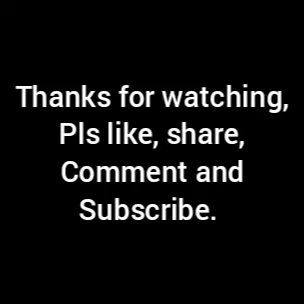 Thanks for watching,
Pls like, share,
Comment and
Subscribe.